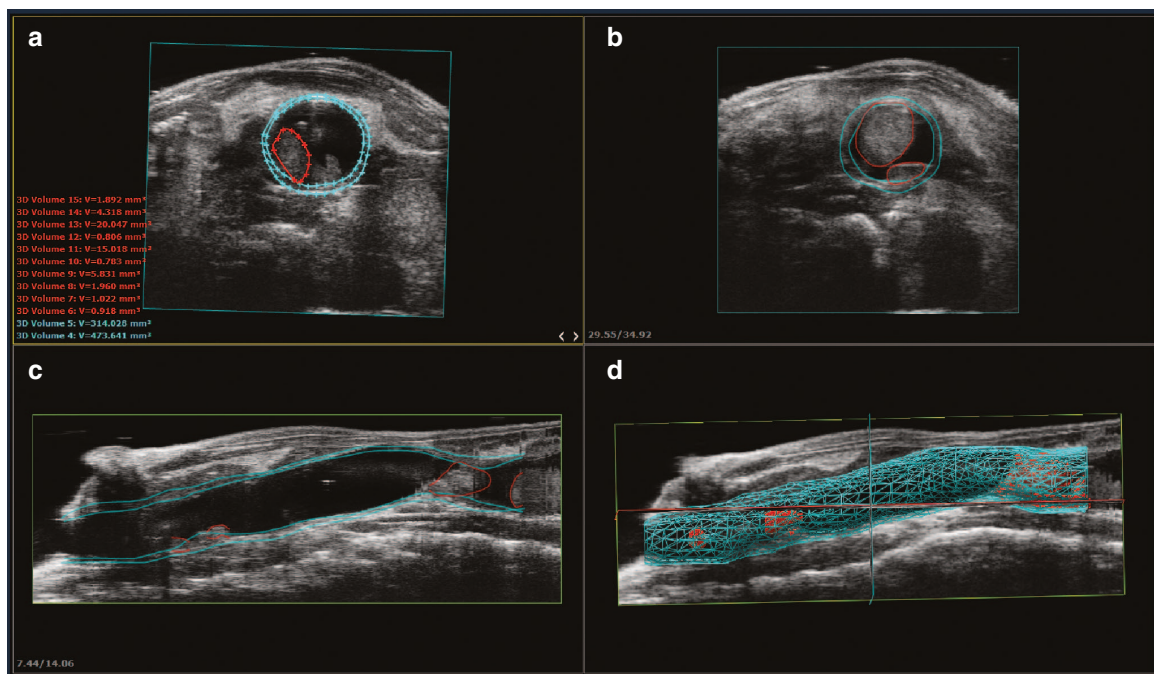 a
b
3D Volume 15: V=1.892 mm³
3D Volume 14: V=4.318 mm³
3D Volume 13: V=20.047 mm³
3D Volume 12: V=0.806 mm³
3D Volume 11: V=15.018 mm³
3D Volume 10: V=0.783 mm³
3D Volume 9: V=5.831 mm³
3D Volume 8: V=1.960 mm³
3D Volume 7: V=1.022 mm³
3D Volume 6: V=0.918 mm³
3D Volume 5: V=314.028 mm³
3D Volume 4: V=473.641 mm³
< >
29.55/34.92
c
d
7.44/14.06